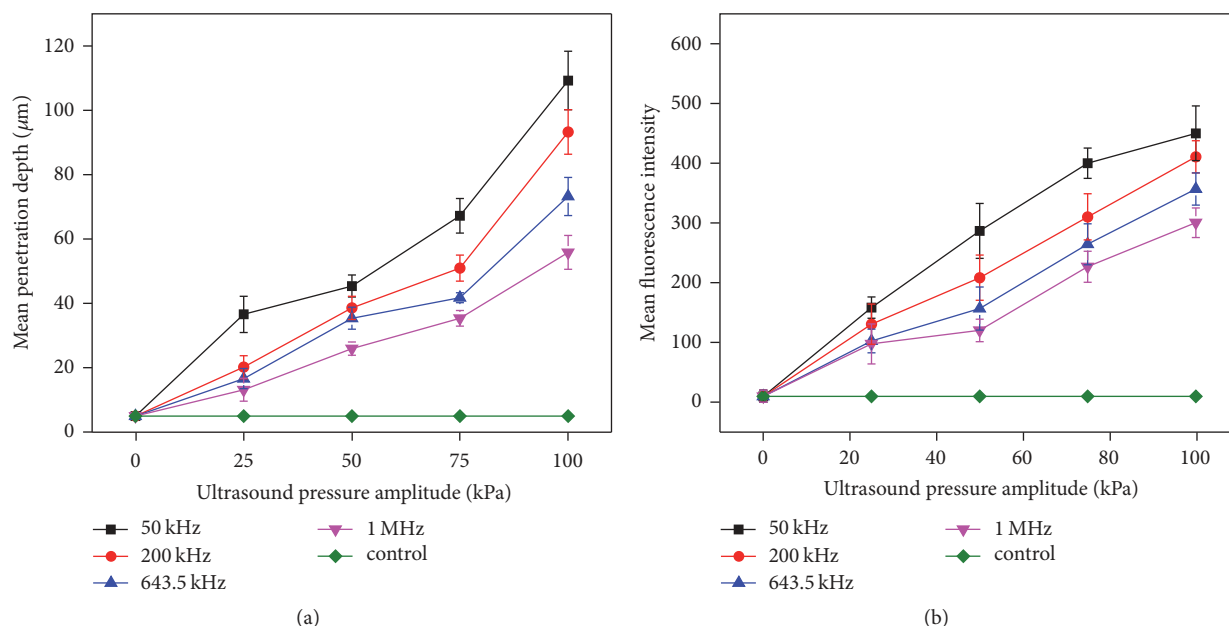 120
100
80
60
40
20
0
Mean penetration depth (μm)
0 25 50 75 100
Ultrasound pressure amplitude (kPa)
50 kHz 1 MHz
200 kHz control
643.5 kHz
(a)
600
500
400
300
200
100
0
Mean fluorescence intensity
0 20 40 60 80 100
Ultrasound pressure amplitude (kPa)
50 kHz 1 MHz
200 kHz control
643.5 kHz
(b)